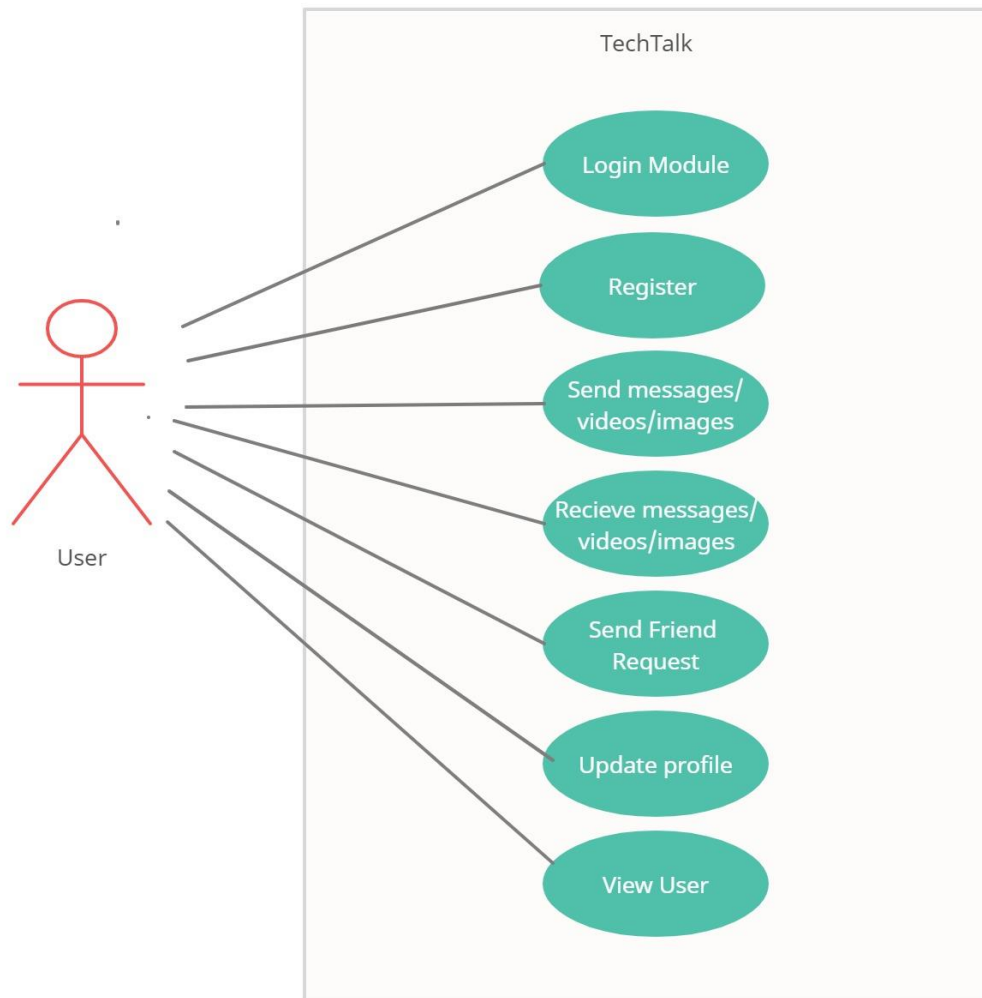 TechTalk
Login Module
Register
Send messages/
videos/images
Recieve messages/
videos/images
Send Friend
Request
Update profile
View User
User